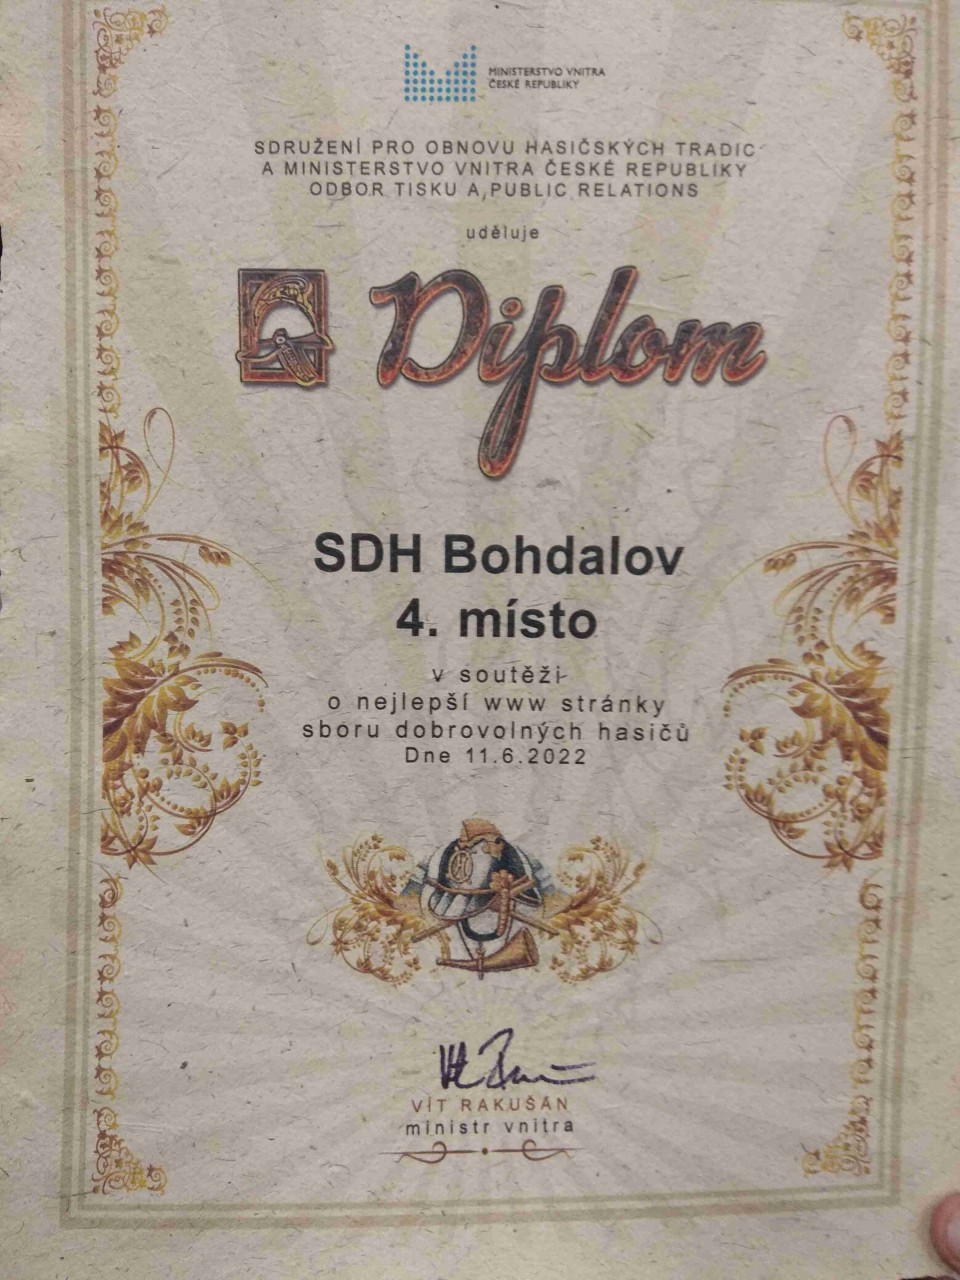 MINISTERSTVO VNITRA
ČESKÉ REPUBLIKY
SDRUŽENÍ PRO OBNOVU HASIČSKÝCH TRADIC
A MINISTERSTVO VNITRA ČESKÉ REPUBLIKY
ODBOR TISKU A PUBLIC RELATIONS
uděluje
Diplom
SDH Bohdalov
4. místo
v soutěži
o nejlepší www stránky
sboru dobrovolných hasičů
Dne 11.6.2022
VÍT RAKUŠAN
ministr vnitra